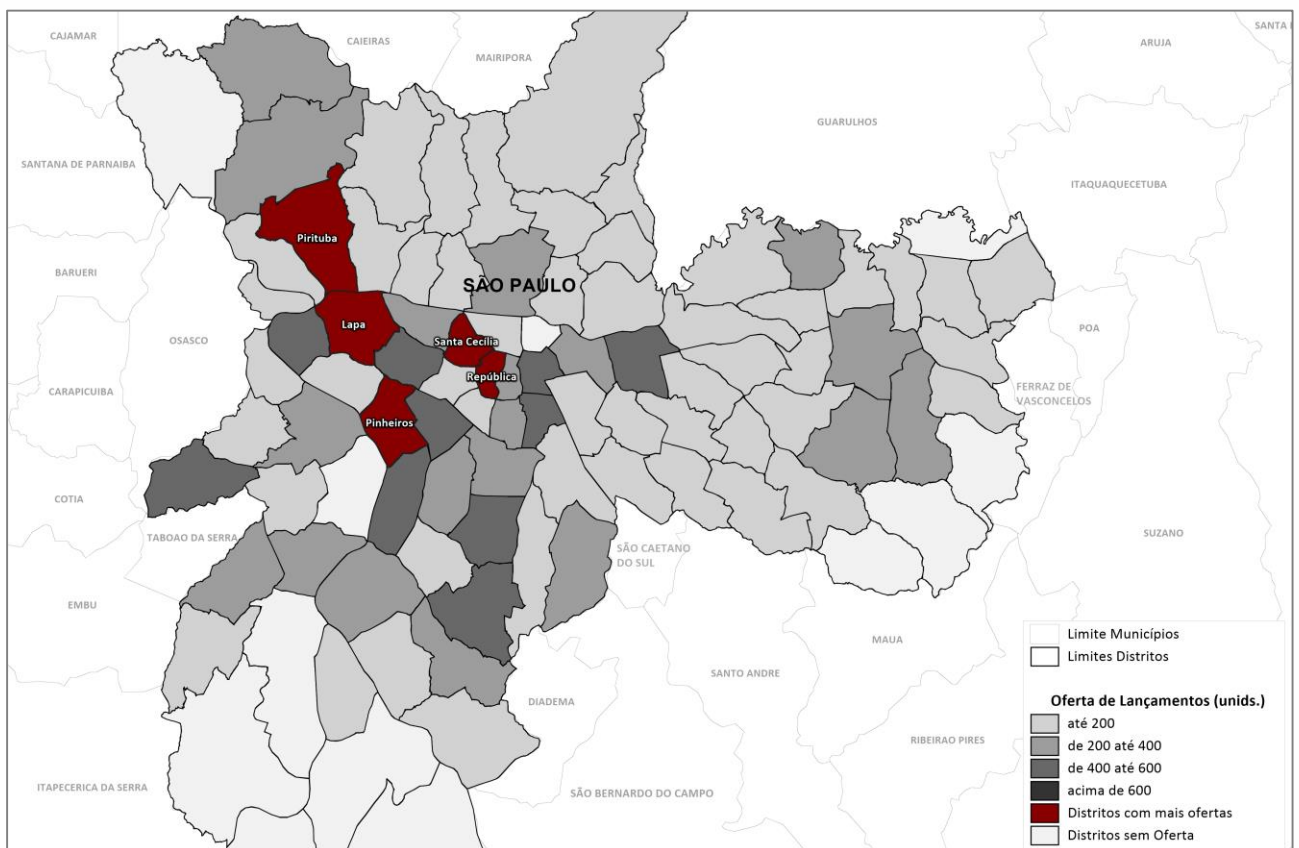 CAJAMAR
CAIEIRAS
MAIRIPORA
ARUJA
SANTA
GUARULHOS
SANTANA DE PARNAIBA
ITAQUAQUECETUBA
Pirituba
BARUERI
SÃO PAULO
Lapa
POA
OSASCO
Santa Cecília
República
CARAPICUIBA
FERRAZ DE
VASCONCELOS
Pinheiros
COTIA
TABOAO DA SERRA
SUZANO
SÃO CAETANO
DO SUL
EMBU
MAUA
SANTO ANDRE
DIADEMA
RIBEIRAO PIRES
ITAPECERICA DA SERRA
SÃO BERNARDO DO CAMPO
Limite Municípios
Limites Distritos
Oferta de Lançamentos (unids.)
até 200
de 200 até 400
de 400 até 600
acima de 600
Distritos com mais ofertas
Distritos sem Oferta